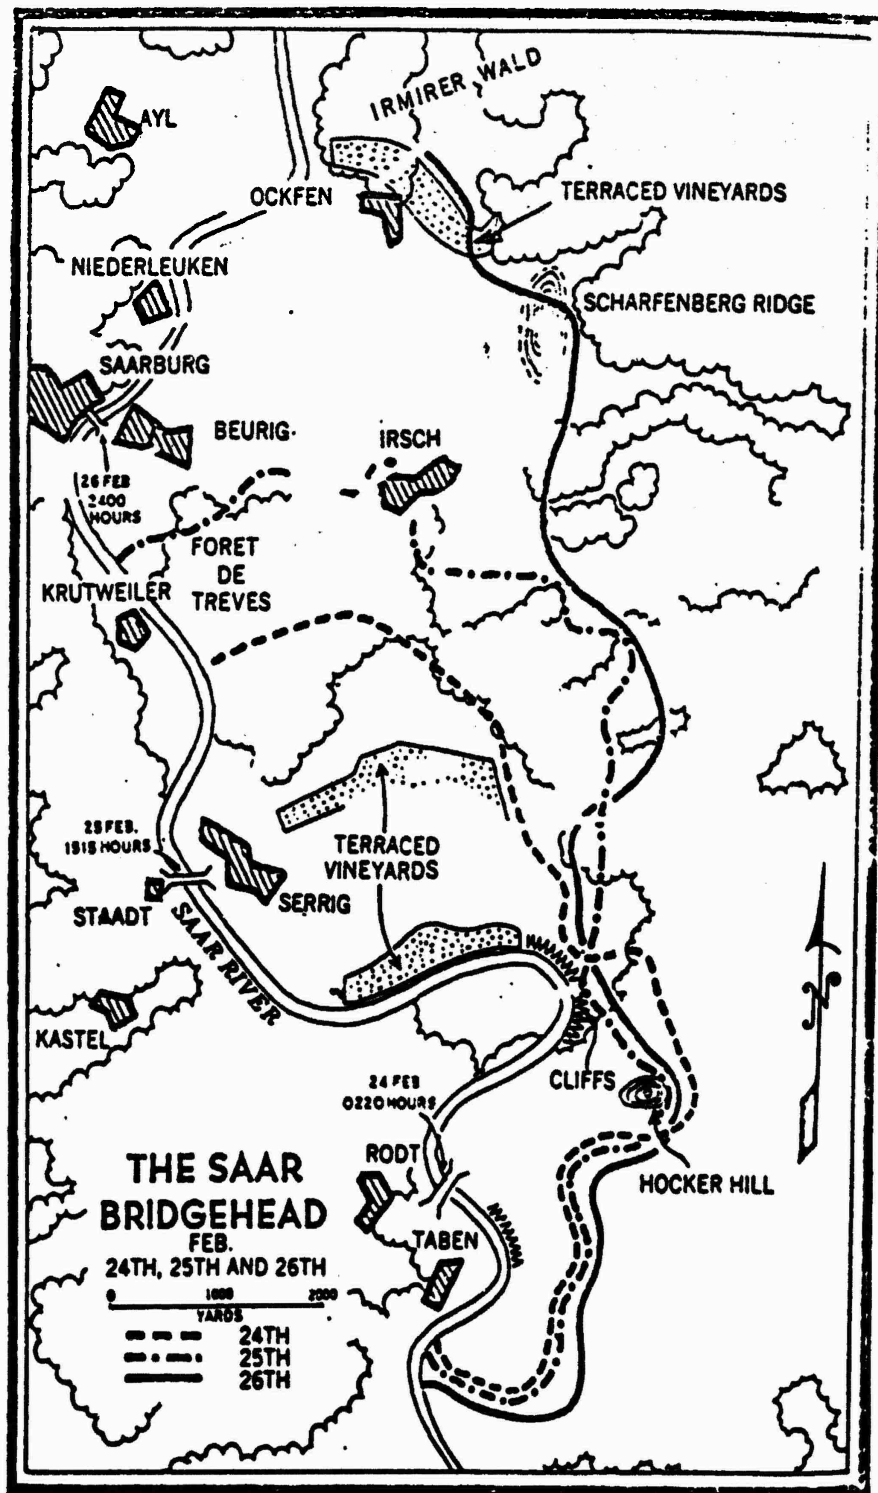 IRMIRER WALD
AYL
OCKFEN
TERRACED VINEYARDS
NIEDERLEUKEN
SCHARFENBERG RIDGE
SAARBURG
BEURIG
IRSCH
26 FEB
2400
HOURS
FORET
DE
TREVES
KRUTWEILER
25 FEB.
1515 HOURS
TERRACED
VINEYARDS
SERRIG
STAADT
SAAR RIVER
N
KASTEL
CLIFFS
24 FEB
0220 HOURS
RODT
HOCKER HILL
TABEN
THE SAAR
BRIDGEHEAD
FEB.
24TH, 25TH AND 26TH
0 1000 2000
YARDS
24TH
25TH
26TH